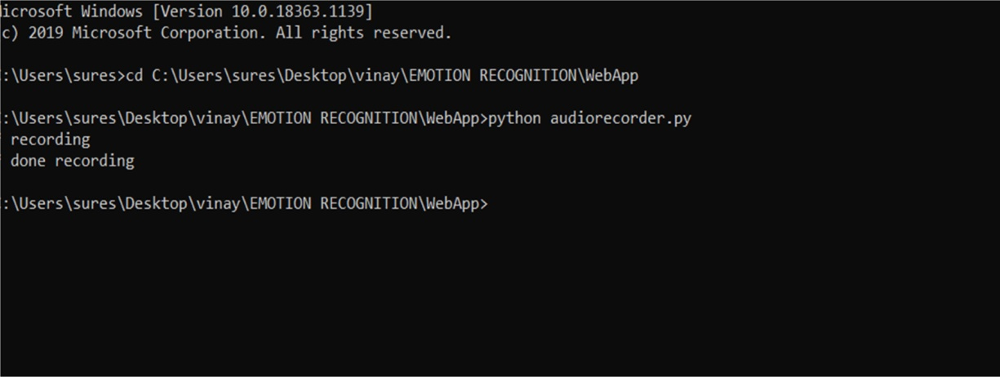 icrosoft Windows [Version 10.0.18363.1139]
c) 2019 Microsoft Corporation. All rights reserved.
:\Users\sures>cd C:\Users\sures\Desktop\vinay\EMOTION RECOGNITION\WebApp
:\Users\sures\Desktop\vinay\EMOTION RECOGNITION\WebApp>python audiorecorder.py
recording
done recording
:\Users\sures\Desktop\vinay\EMOTION RECOGNITION\WebApp>